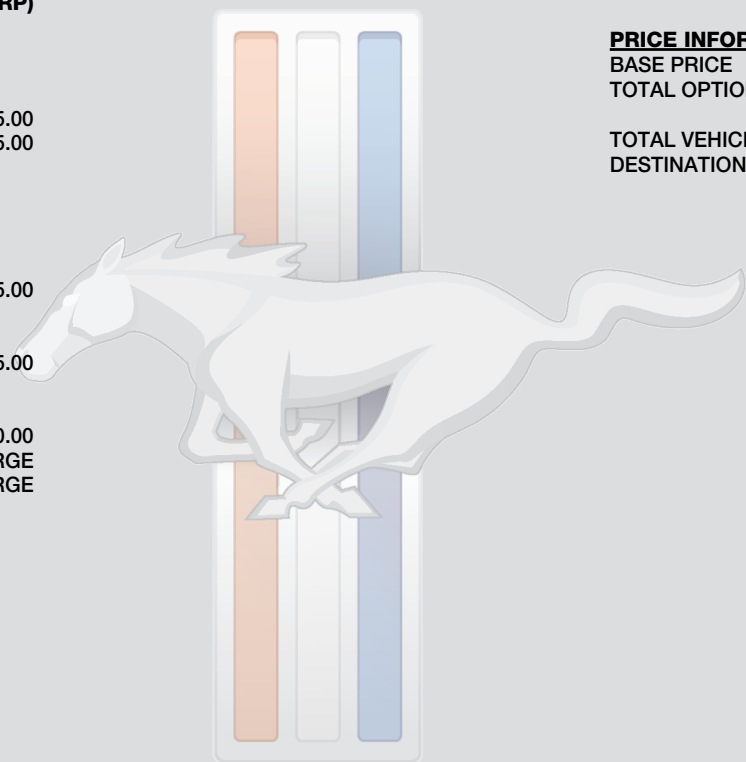 RP)
5.00
5.00
5.00
5.00
0.00
RGE
RGE
PRICE INFOR
BASE PRICE
TOTAL OPTIO
TOTAL VEHICL
DESTINATION